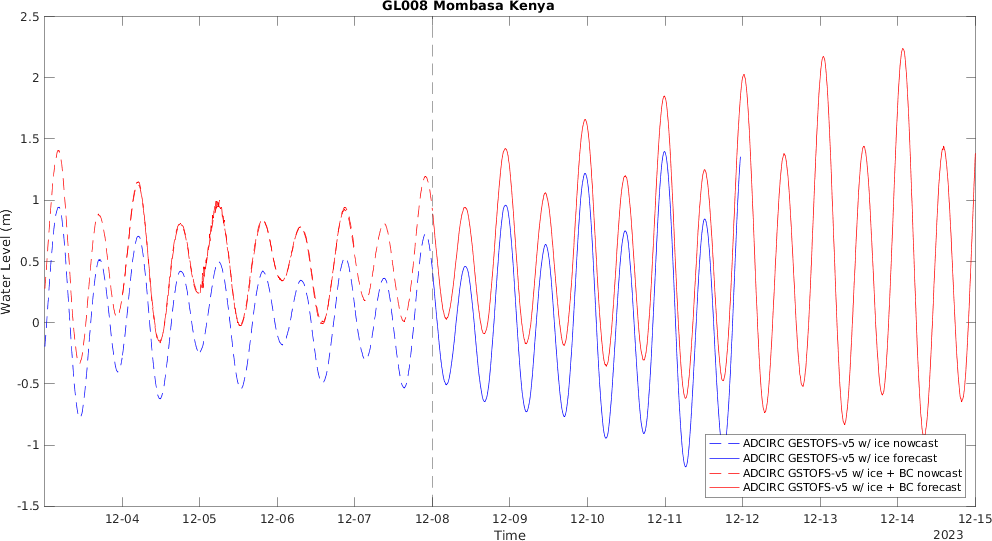 GL008 Mombasa Kenya
2.5
2
1.5
1
0.5
0
-0.5
-1
-1.5
Water Level (m)
12-04 12-05 12-06 12-07 12-08 12-09 12-10 12-11 12-12 12-13 12-14 12-15
Time
2023
ADCIRC GESTOFS-v5 w/ ice nowcast
ADCIRC GESTOFS-v5 w/ ice forecast
ADCIRC GSTOFS-v5 w/ ice + BC nowcast
ADCIRC GSTOFS-v5 w/ ice + BC forecast